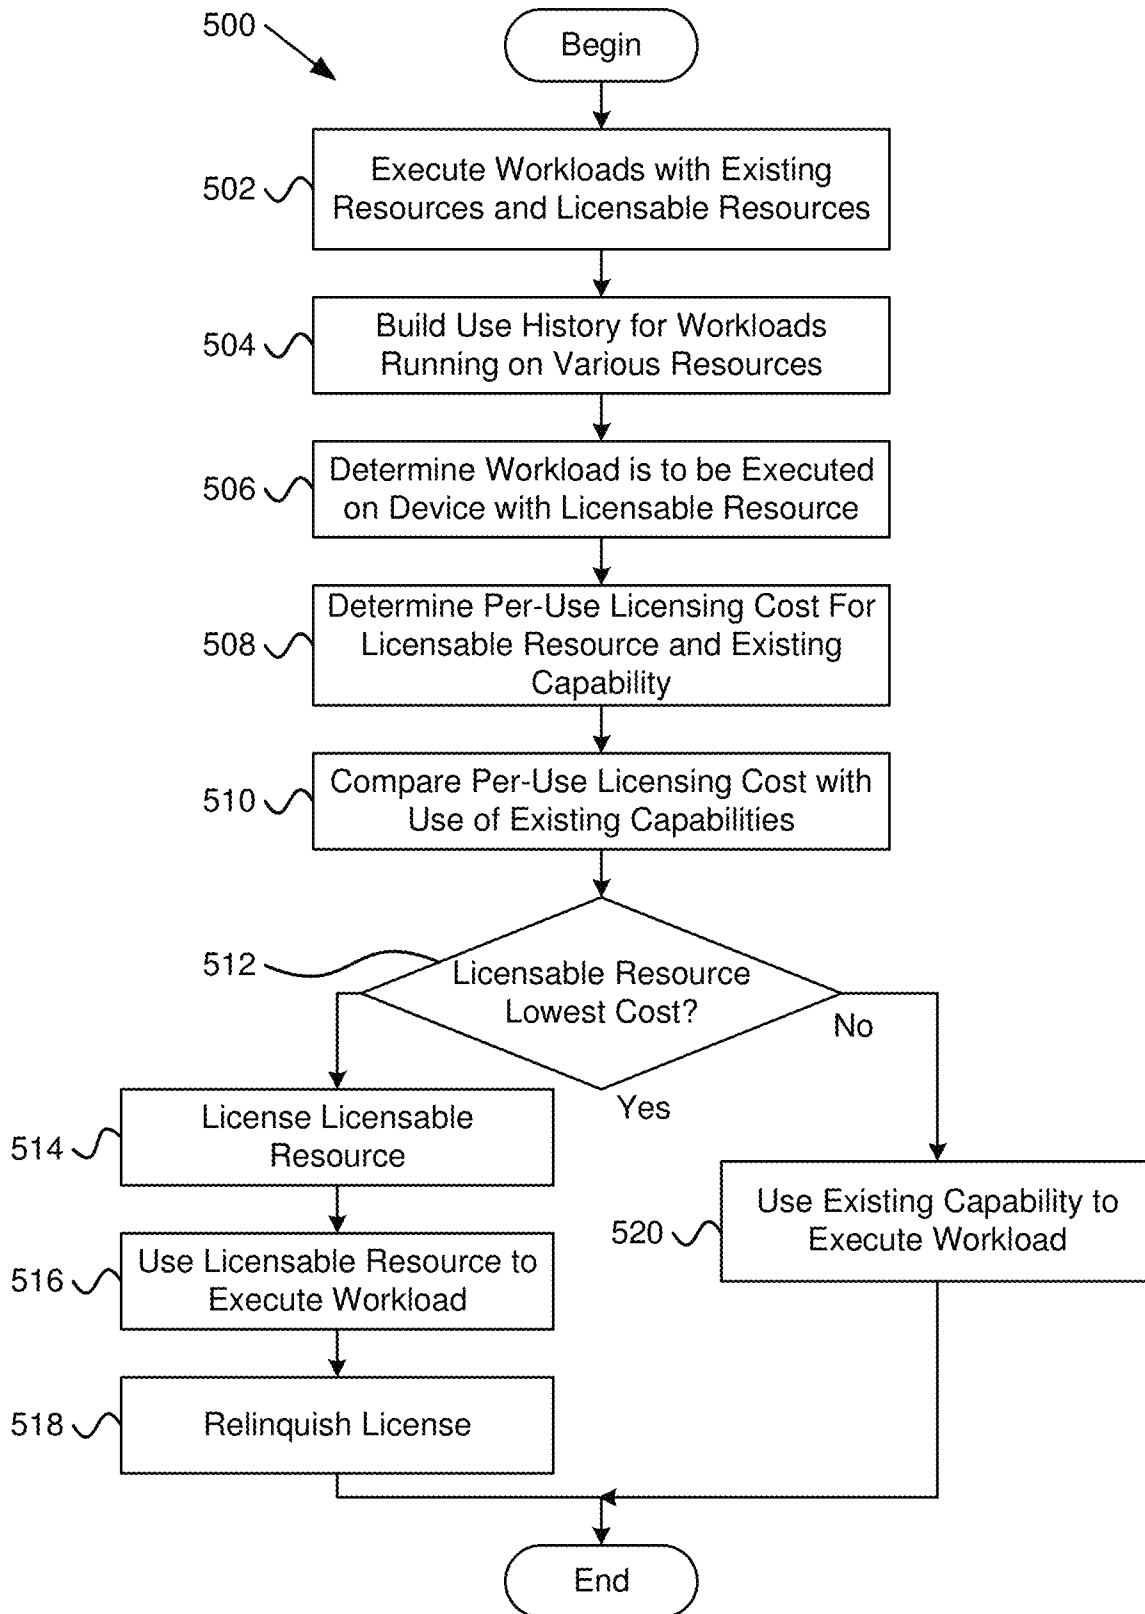 500
Begin
502
Execute Workloads with Existing
Resources and Licensable Resources
504
Build Use History for Workloads
Running on Various Resources
506
Determine Workload is to be Executed
on Device with Licensable Resource
508
Determine Per-Use Licensing Cost For
Licensable Resource and Existing
Capability
510
Compare Per-Use Licensing Cost with
Use of Existing Capabilities
512
Licensable Resource
Lowest Cost?
No
Yes
514
License Licensable
Resource
516
Use Licensable Resource to
Execute Workload
518
Relinquish License
520
Use Existing Capability to
Execute Workload
End